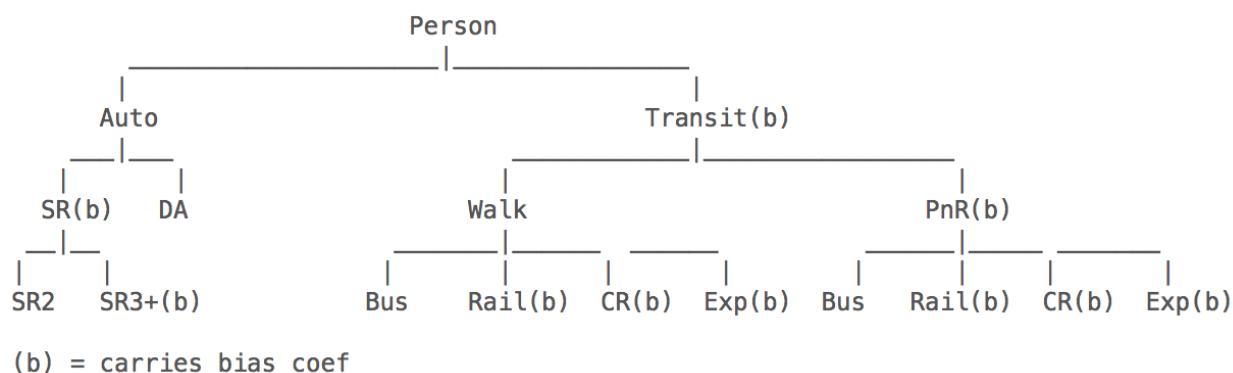 Person
Auto Transit(b)
SR(b) DA Walk PnR(b)
SR2 SR3+(b) Bus Rail(b) CR(b) Exp(b) Bus Rail(b) CR(b) Exp(b)
(b) = carries bias coef